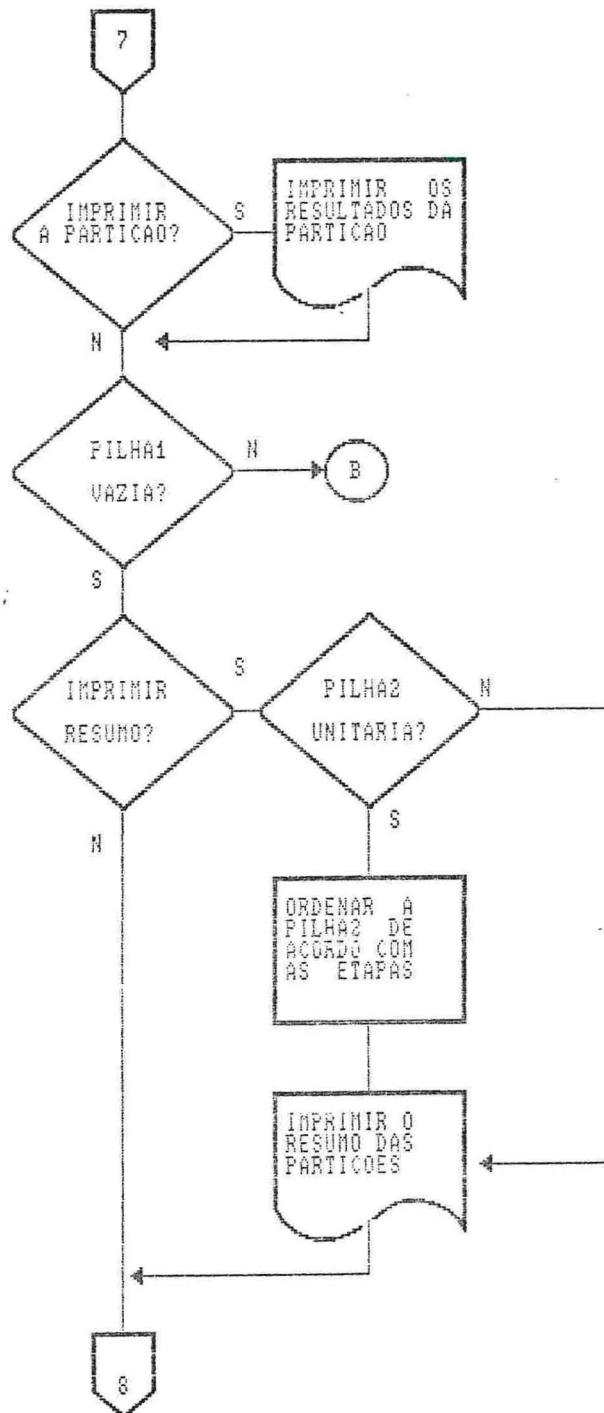 7
IMPRIMIR
A PARTICAO?
S
IMPRIMIR OS
RESULTADOS DA
PARTICAO
N
PILHA1
VAZIA?
N
B
S
IMPRIMIR
RESUMO?
S
PILHA2
UNITARIA?
N
N
S
ORDENAR A
PILHA2 DE
ACORDO COM
AS ETAPAS
IMPRIMIR O
RESUMO DAS
PARTICOES
8